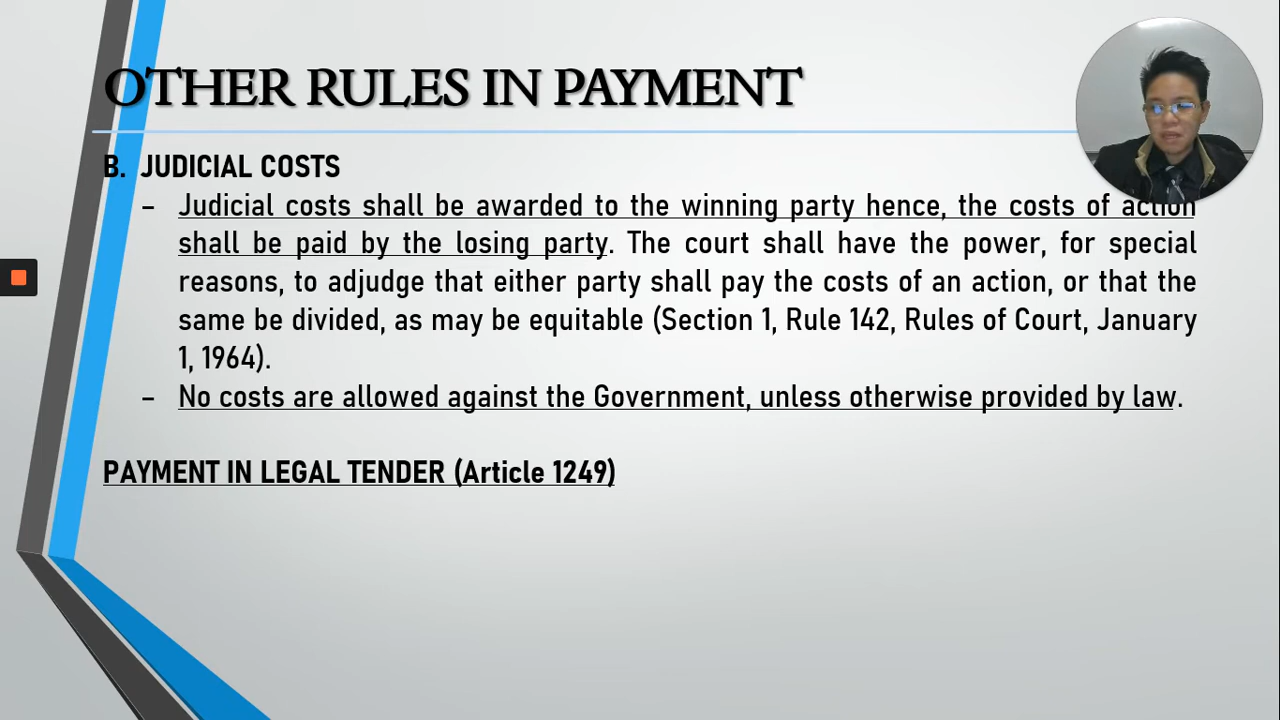 OTHER RULES IN PAYMENT
B. JUDICIAL COSTS
– Judicial costs shall be awarded to the winning party hence, the costs of action
shall be paid by the losing party. The court shall have the power, for special
reasons, to adjudge that either party shall pay the costs of an action, or that the
same be divided, as may be equitable (Section 1, Rule 142, Rules of Court, January
1, 1964).
– No costs are allowed against the Government, unless otherwise provided by law.
PAYMENT IN LEGAL TENDER (Article 1249)